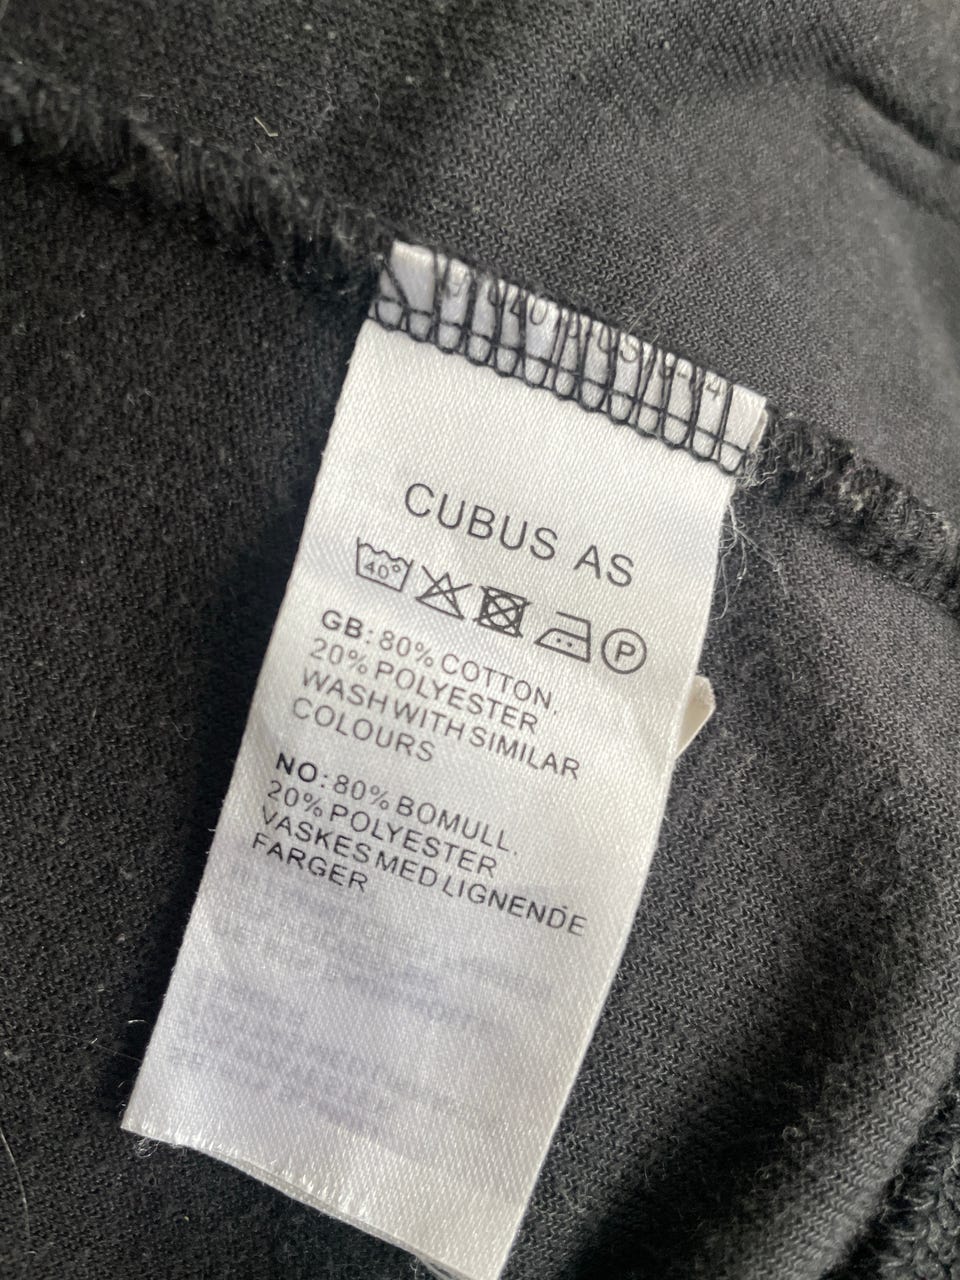 CUBUS AS
40°
P
GB: 80% COTTON,
20% POLYESTER
WASH WITH SIMILAR
COLOURS
NO: 80% BOMULL.
20% POLYESTER
VASKES MED LIGNENDE
FARGER